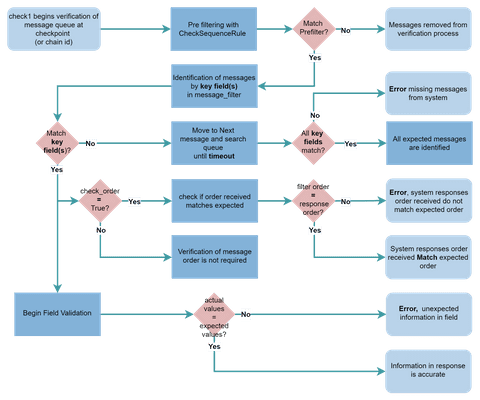 check1 begins verification
of message queue at
checkpoint
(or chain id)
Pre filtering with
CheckSequenceRule
Match
Prefilter?
No
Messages removed from
verification process
Yes
Identification of messages
by key field(s)
in message_filter
Error missing messages
from system
No
Match
key
field(s)?
No
Move to Next
message and search
queue
until timeout
All key
fields
match?
Yes
All expected messages
are identified
Yes
check_order
=
True?
Yes
check if order received
matches expected
filter order
=
response
order?
No
Error, system responses
order received do not
match expected order
No
Yes
Verification of message
order is not required
System responses order
received Match expected
order
Begin Field Validation
actual
values
=
expected
values?
No
Error, unexpected
information in field
Yes
Information in response
is accurate